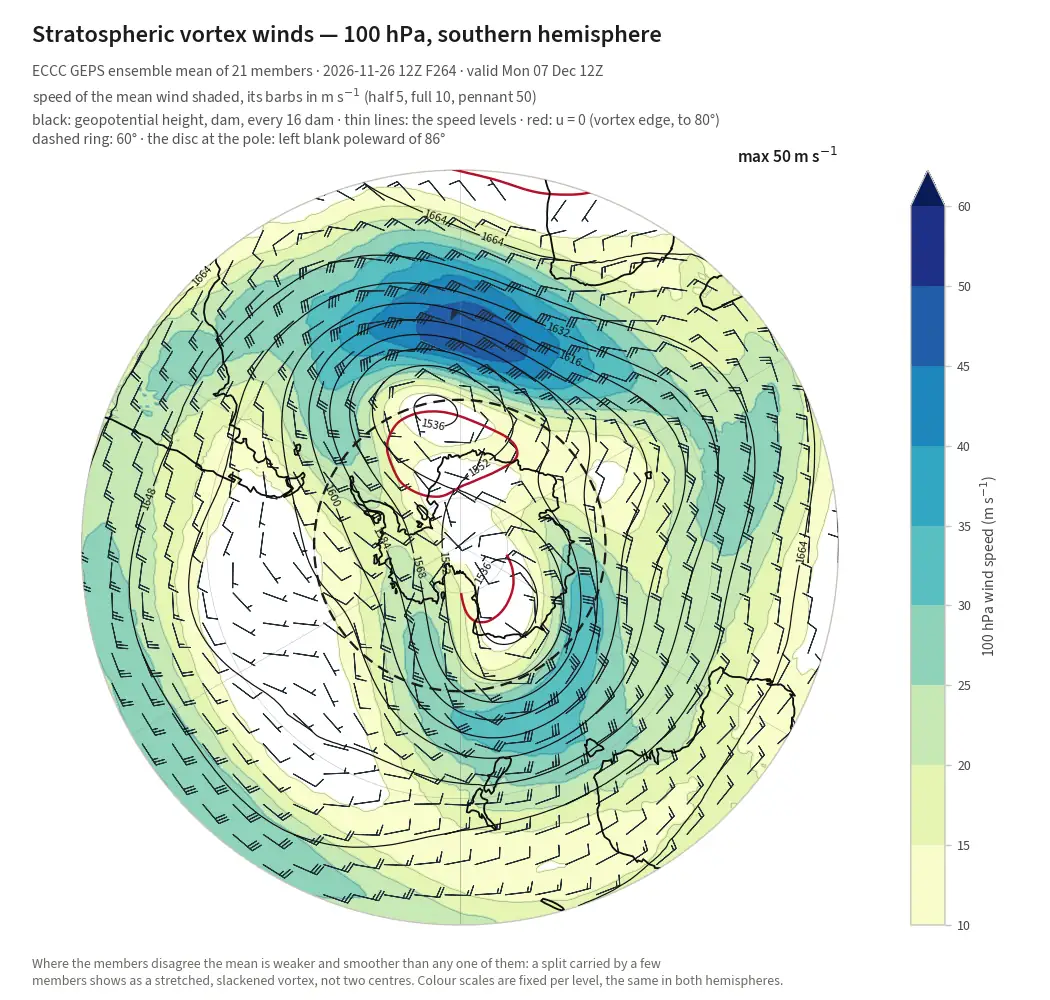 Stratospheric vortex winds — 100 hPa, southern hemisphere
ECCC GEPS ensemble mean of 21 members · 2026-11-26 12Z F264 · valid Mon 07 Dec 12Z
speed of the mean wind shaded, its barbs in m s⁻¹ (half 5, full 10, pennant 50)
black: geopotential height, dam, every 16 dam · thin lines: the speed levels · red: u = 0 (vortex edge, to 80°)
dashed ring: 60° · the disc at the pole: left blank poleward of 86°
max 50 m s⁻¹
1664
1664
1664
1632
1616
1536
1552
1600
1648
1664
1568
1536
60
50
45
40
35
30
25
20
15
10
100 hPa wind speed (m s⁻¹)
Where the members disagree the mean is weaker and smoother than any one of them: a split carried by a few
members shows as a stretched, slackened vortex, not two centres. Colour scales are fixed per level, the same in both hemispheres.